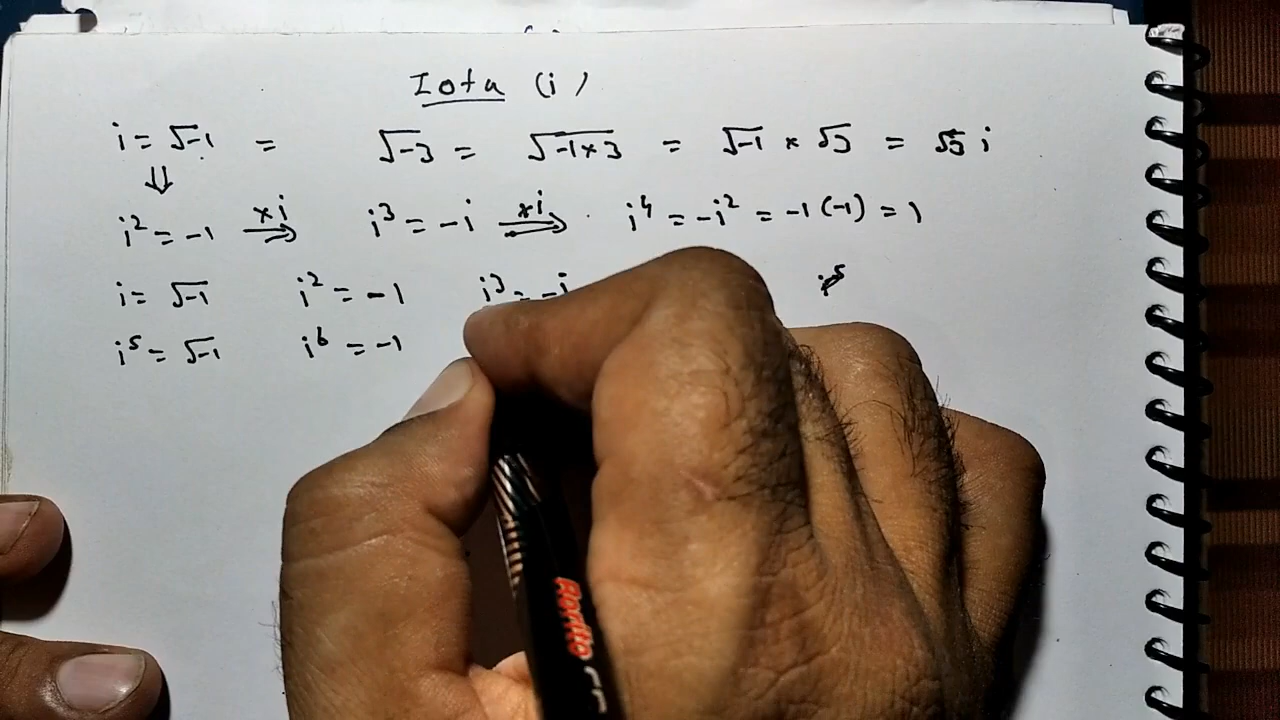 Iota (i)
i = √-1 = √-3 = √-1×3 = √-1 × √3 = √3 i
⇓
i² = -1 ×i ⇒ i³ = -i ×i ⇒ i⁴ = -i² = -1(-1) = 1
i = √-1 i² = -1 i³ = -i
i⁵ = √-1 i⁶ = -1
Rorito